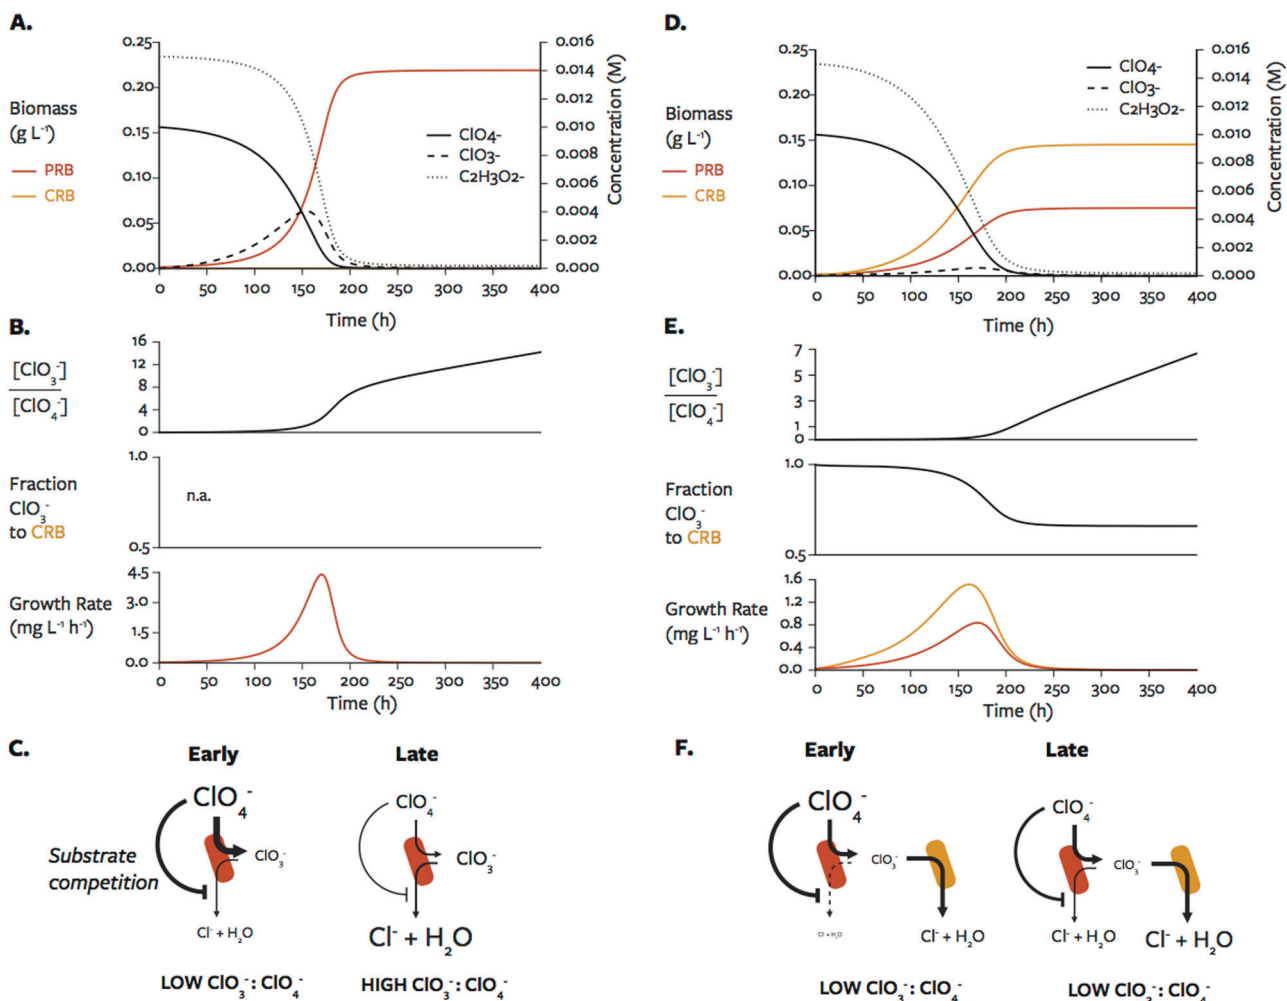 A.
0.25
0.20
0.15
0.10
0.05
0.00
Biomass
(g L⁻¹)
PRB
CRB
ClO4-
ClO3-
C2H3O2-
0.016
0.014
0.012
0.010
0.008
0.006
0.004
0.002
0.000
Concentration (M)
0 50 100 150 200 250 300 350 400
Time (h)
B.
[ClO₃⁻]
[ClO₄⁻]
16
12
8
4
0
Fraction
ClO₃⁻
to CRB
1.0
n.a.
0.5
Growth Rate
(mg L⁻¹ h⁻¹)
4.5
3.0
1.5
0.0
0 50 100 150 200 250 300 350 400
Time (h)
C.
Early Late
Substrate
competition
ClO₄⁻
ClO₃⁻
Cl⁻ + H₂O
LOW ClO₃⁻: ClO₄⁻
ClO₄⁻
ClO₃⁻
Cl⁻ + H₂O
HIGH ClO₃⁻: ClO₄⁻
D.
0.25
0.20
0.15
0.10
0.05
0.00
Biomass
(g L⁻¹)
PRB
CRB
ClO4-
ClO3-
C2H3O2-
0.016
0.014
0.012
0.010
0.008
0.006
0.004
0.002
0.000
Concentration (M)
0 50 100 150 200 250 300 350 400
Time (h)
E.
[ClO₃⁻]
[ClO₄⁻]
7
5
3
1
0
Fraction
ClO₃⁻
to CRB
1.0
0.5
Growth Rate
(mg L⁻¹ h⁻¹)
1.6
1.2
0.8
0.4
0.0
0 50 100 150 200 250 300 350 400
Time (h)
F.
Early Late
ClO₄⁻
ClO₃⁻
Cl + H₂O
Cl⁻ + H₂O
LOW ClO₃⁻: ClO₄⁻
ClO₄⁻
ClO₃⁻
Cl⁻ + H₂O
Cl⁻ + H₂O
LOW ClO₃⁻: ClO₄⁻